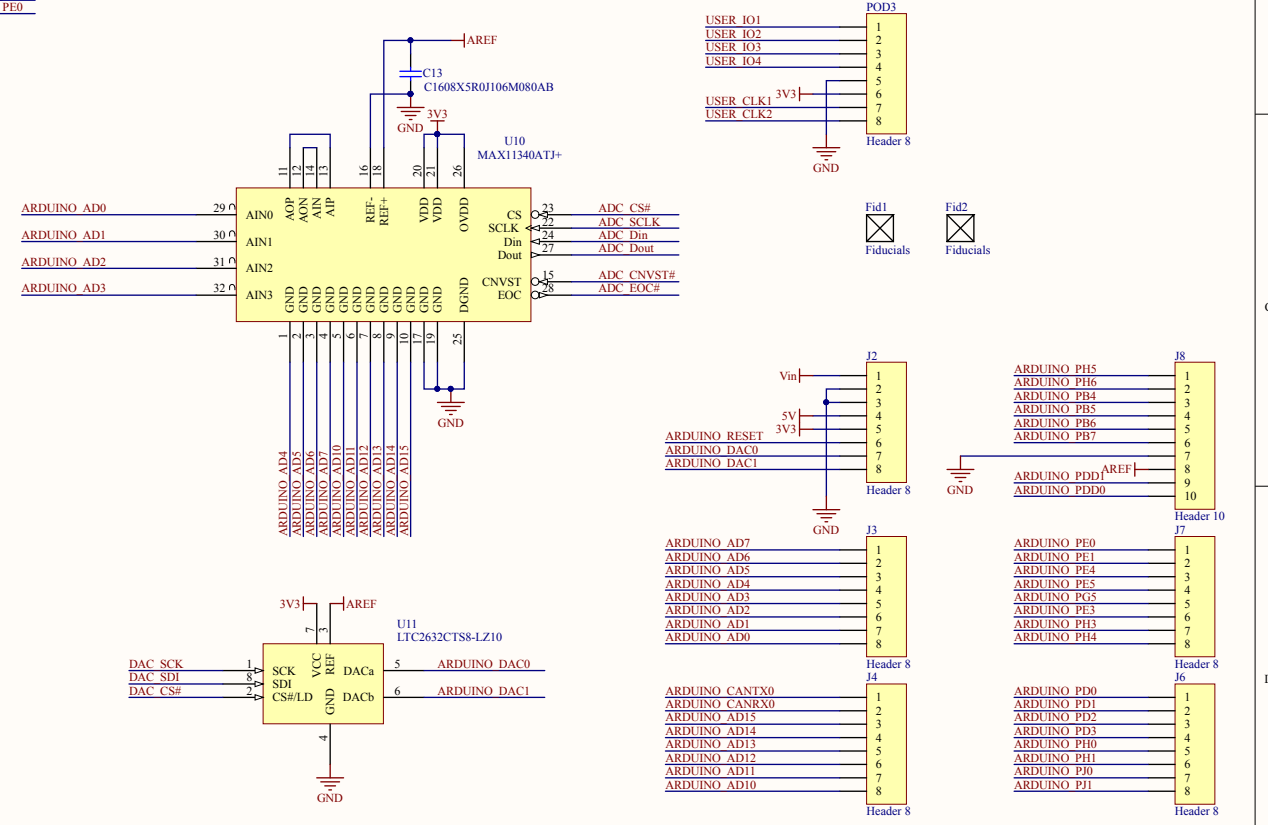 PE0
AREF
C13
C1608X5R0J106M080AB
GND
3V3
U10
MAX11340ATJ+
11
12
14
13
16
18
20
21
26
AOP
AON
AIN
AIP
REF-
REF+
VDD
VDD
OVDD
ARDUINO_AD0 29 AIN0
ARDUINO_AD1 30 AIN1
ARDUINO_AD2 31 AIN2
ARDUINO_AD3 32 AIN3
CS 23 ADC_CS#
SCLK 22 ADC_SCLK
Din 24 ADC_Din
Dout 27 ADC_Dout
CNVST 15 ADC_CNVST#
EOC 28 ADC_EOC#
GND
GND
GND
GND
GND
GND
GND
GND
GND
GND
GND
GND
DGND
1
2
3
4
5
6
7
8
9
10
17
19
25
GND
ARDUINO_AD4
ARDUINO_AD5
ARDUINO_AD6
ARDUINO_AD7
ARDUINO_AD10
ARDUINO_AD11
ARDUINO_AD12
ARDUINO_AD13
ARDUINO_AD14
ARDUINO_AD15
3V3
AREF
7
3
U11
LTC2632CTS8-LZ10
VCC
REF
DAC_SCK 1 SCK
DAC_SDI 8 SDI
DAC_CS# 2 CS#/LD
DACa 5 ARDUINO_DAC0
DACb 6 ARDUINO_DAC1
GND
4
GND
POD3
USER_IO1 1
USER_IO2 2
USER_IO3 3
USER_IO4 4
5
3V3 6
USER_CLK1 7
USER_CLK2 8
Header 8
GND
Fid1
Fiducials
Fid2
Fiducials
J2
Vin 1
2
3
5V 4
3V3 5
ARDUINO_RESET 6
ARDUINO_DAC0 7
ARDUINO_DAC1 8
Header 8
GND
J8
ARDUINO_PH5 1
ARDUINO_PH6 2
ARDUINO_PB4 3
ARDUINO_PB5 4
ARDUINO_PB6 5
ARDUINO_PB7 6
7
AREF 8
ARDUINO_PDD1 9
ARDUINO_PDD0 10
Header 10
GND
J3
ARDUINO_AD7 1
ARDUINO_AD6 2
ARDUINO_AD5 3
ARDUINO_AD4 4
ARDUINO_AD3 5
ARDUINO_AD2 6
ARDUINO_AD1 7
ARDUINO_AD0 8
Header 8
J7
ARDUINO_PE0 1
ARDUINO_PE1 2
ARDUINO_PE4 3
ARDUINO_PE5 4
ARDUINO_PG5 5
ARDUINO_PE3 6
ARDUINO_PH3 7
ARDUINO_PH4 8
Header 8
J4
ARDUINO_CANTX0 1
ARDUINO_CANRX0 2
ARDUINO_AD15 3
ARDUINO_AD14 4
ARDUINO_AD13 5
ARDUINO_AD12 6
ARDUINO_AD11 7
ARDUINO_AD10 8
Header 8
J6
ARDUINO_PD0 1
ARDUINO_PD1 2
ARDUINO_PD2 3
ARDUINO_PD3 4
ARDUINO_PH0 5
ARDUINO_PH1 6
ARDUINO_PJ0 7
ARDUINO_PJ1 8
Header 8